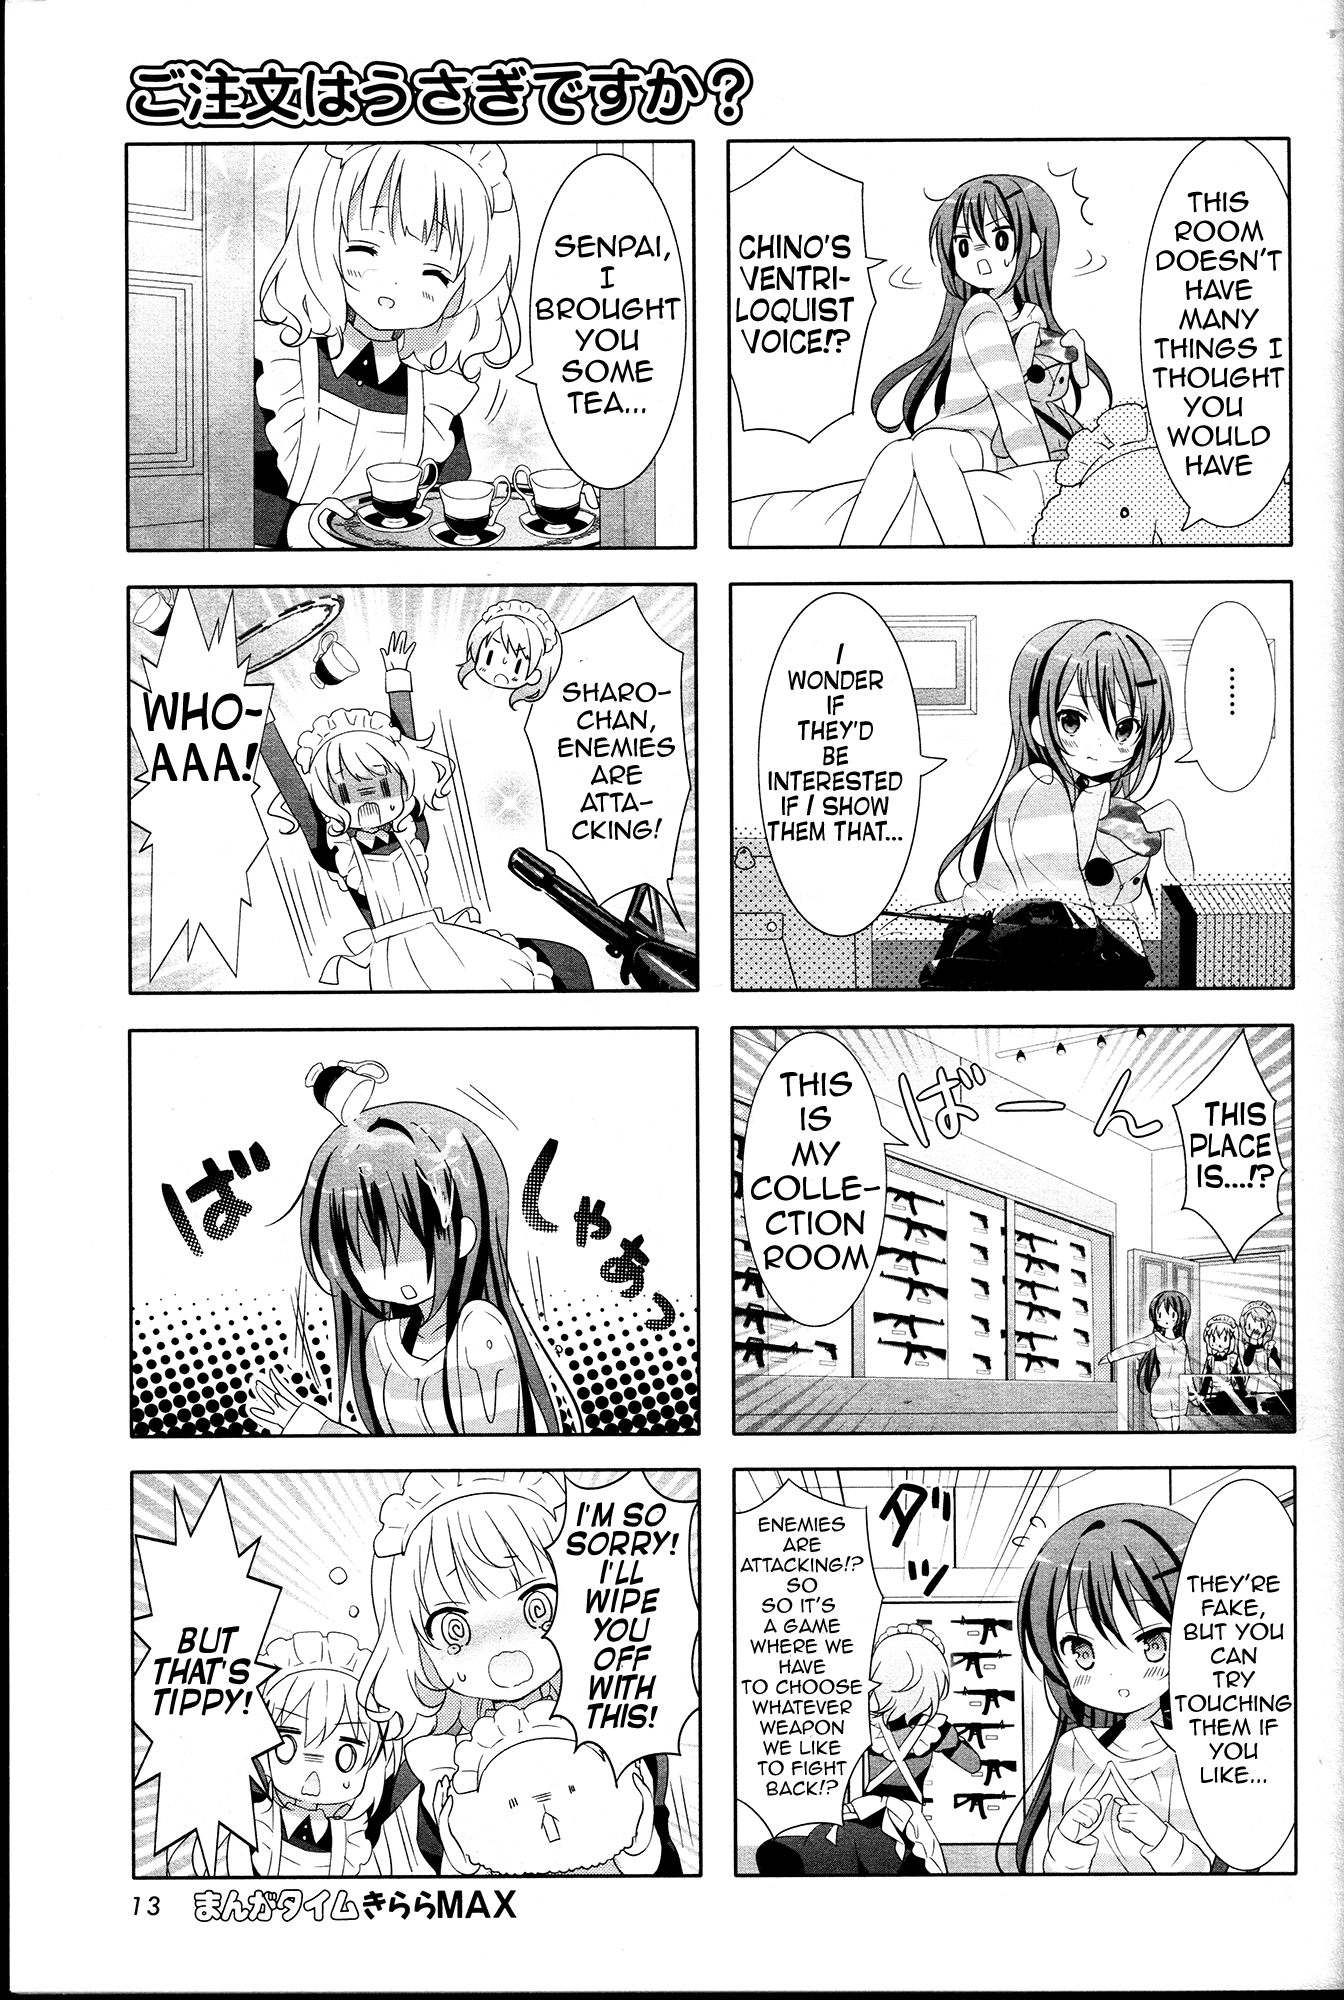 ご注文はうさぎですか?
THIS
ROOM
DOESN'T
HAVE
MANY
THINGS I
THOUGHT
YOU
WOULD
HAVE
CHINO'S
VENTRI-
LOQUIST
VOICE!?
......
I
WONDER
IF
THEY'D
BE
INTERESTED
IF I SHOW
THEM THAT...
THIS
PLACE
IS...!?
ばーん
THIS
IS
MY
COLLE-
CTION
ROOM
THEY'RE
FAKE,
BUT YOU
CAN
TRY
TOUCHING
THEM IF
YOU
LIKE...
ダッ
ENEMIES
ARE
ATTACKING!?
SO
SO IT'S
A GAME
WHERE WE
HAVE
TO CHOOSE
WHATEVER
WEAPON
WE LIKE
TO FIGHT
BACK!?
SENPAI,
I
BROUGHT
YOU
SOME
TEA...
SHARO-
CHAN,
ENEMIES
ARE
ATTA-
CKING!
WHO-
AAA!
ばしゃあっ
I'M SO
SORRY!
I'LL
WIPE
YOU
OFF
WITH
THIS!
BUT
THAT'S
TIPPY!
13 まんがタイムきららMAX